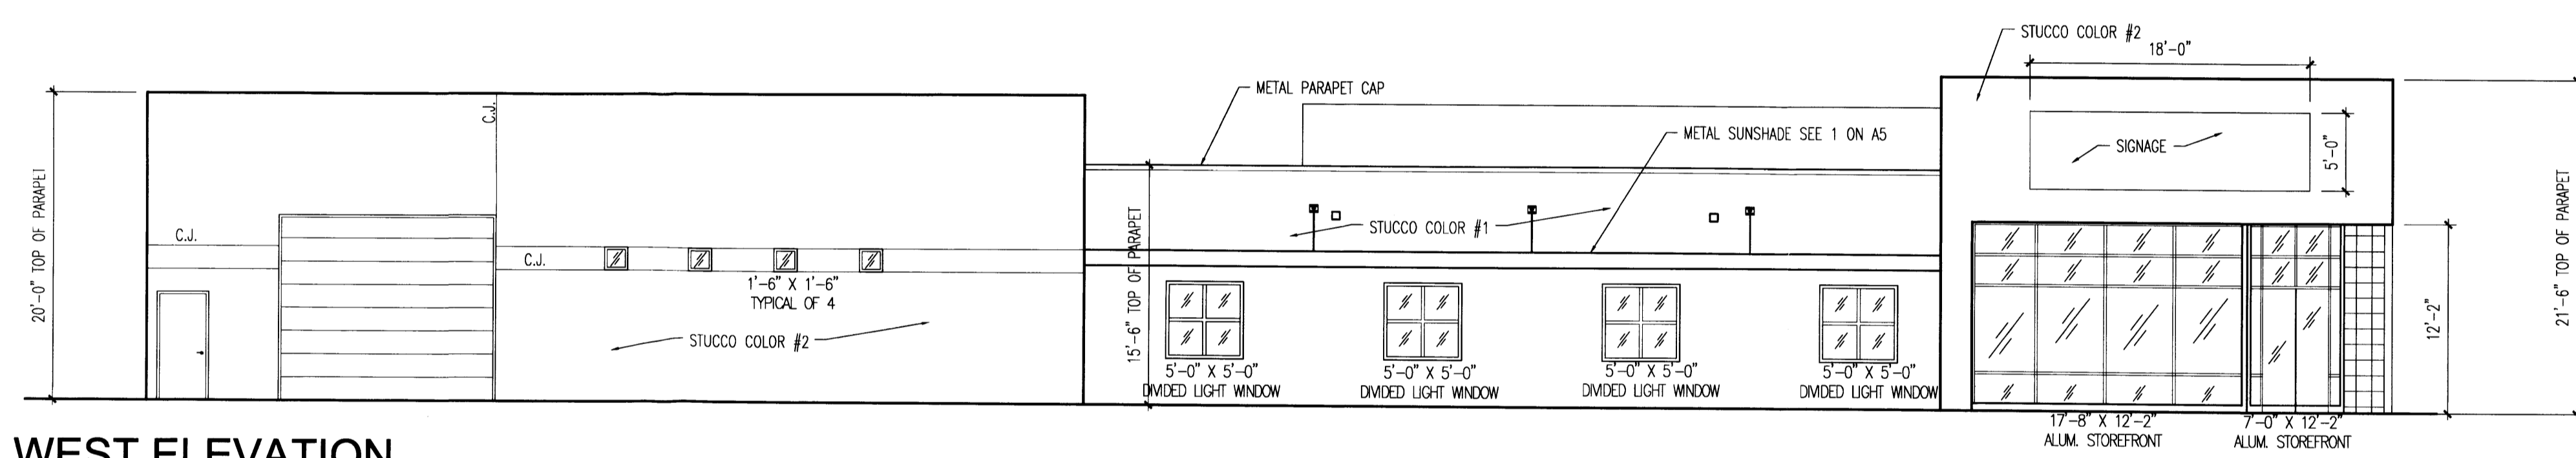 STUCCO COLOR #2
18'-0"
METAL PARAPET CAP
C.J.
METAL SUNSHADE SEE 1 ON A5
SIGNAGE
5'-0"
20'-0" TOP OF PARAPET
15'-6" TOP OF PARAPET
21'-6" TOP OF PARAPET
STUCCO COLOR #1
C.J.
C.J.
1'-6" X 1'-6"
TYPICAL OF 4
STUCCO COLOR #2
12'-2"
5'-0" X 5'-0"
DIVIDED LIGHT WINDOW
5'-0" X 5'-0"
DIVIDED LIGHT WINDOW
5'-0" X 5'-0"
DIVIDED LIGHT WINDOW
5'-0" X 5'-0"
DIVIDED LIGHT WINDOW
17'-8" X 12'-2"
ALUM. STOREFRONT
7'-0" X 12'-2"
ALUM. STOREFRONT
WEST ELEVATION